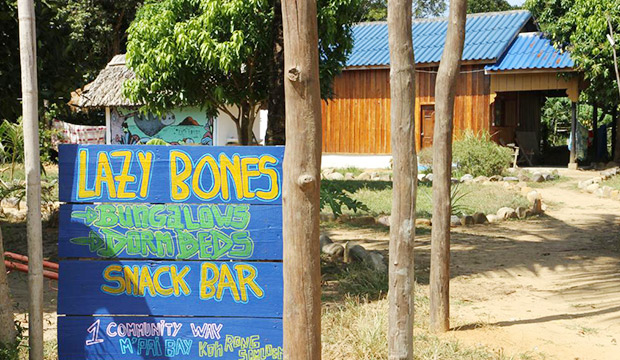 LAZY BONES
BUNGALOWS
DORM BEDS
SNACK BAR
1 COMMUNITY WAY
M'PAI BAY KOH RONG SAMLOEM